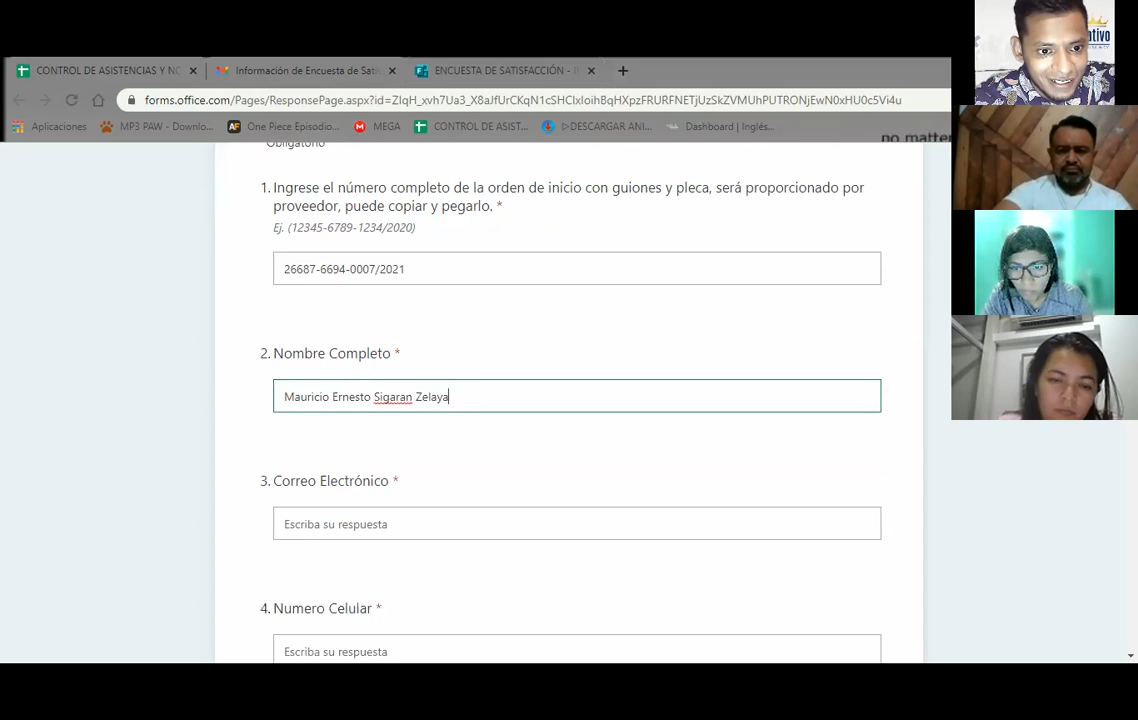 ativo
CONTROL DE ASISTENCIAS Y NO
Información de Encuesta de Sati
ENCUESTA DE SATISFACCIÓN - I
forms.office.com/Pages/ResponsePage.aspx?id=ZIqH_xvh7Ua3_X8aJfUrCKqN1cSHClxIoihBqHXpzFRURFNETjUzSkZVMUhPUTRONjEwN0xHU0c5Vi4u
Aplicaciones
MP3 PAW - Downlo...
One Piece Episodio...
MEGA
CONTROL DE ASIST...
▷DESCARGAR ANI...
Dashboard | Inglés...
no matter
Obligatorio
1. Ingrese el número completo de la orden de inicio con guiones y pleca, será proporcionado por
proveedor, puede copiar y pegarlo. *
Ej. (12345-6789-1234/2020)
26687-6694-0007/2021
2. Nombre Completo *
Mauricio Ernesto Sigaran Zelaya
3. Correo Electrónico *
Escriba su respuesta
4. Numero Celular *
Escriba su respuesta